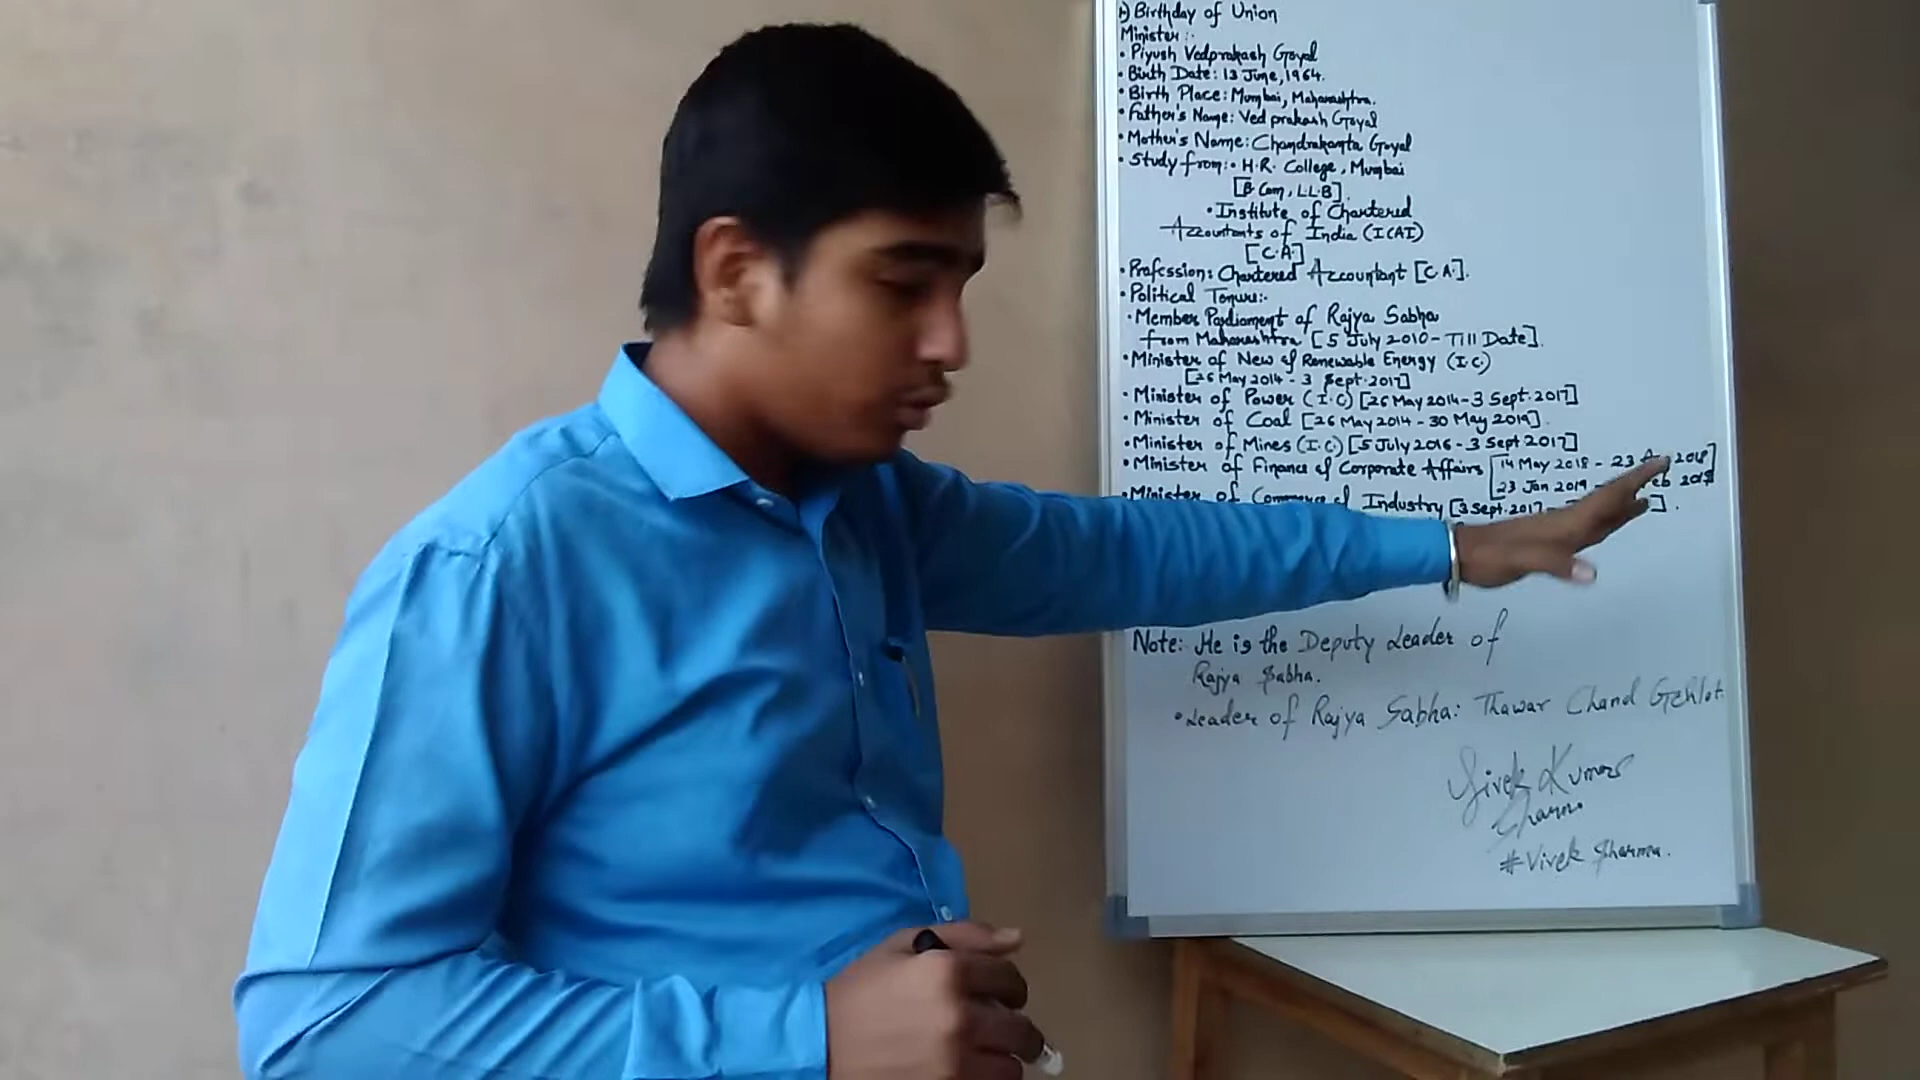 1) Birthday of Union
Minister :-
• Piyush Vedprakash Goyal
• Birth Date: 13 June, 1964.
• Birth Place: Mumbai, Maharashtra.
• Father's Name: Ved prakash Goyal
• Mother's Name: Chandrakanta Goyal
• Study from: • H.R. College, Mumbai
[B.Com, L.L.B]
• Institute of Chartered
Accountants of India (ICAI)
[C.A.]
• Profession: Chartered Accountant [C.A.].
• Political Tenure:-
• Member Parliament of Rajya Sabha
from Maharashtra [5 July 2010 - Till Date].
• Minister of New & Renewable Energy (I.C)
[26 May 2014 - 3 Sept. 2017]
• Minister of Power (I.C) [26 May 2014 - 3 Sept. 2017]
• Minister of Coal [26 May 2014 - 30 May 2019].
• Minister of Mines (I.C.) [5 July 2016 - 3 Sept 2017]
• Minister of Finance & Corporate Affairs [14 May 2018 - 23 2018]
[23 Jan 2019 -
• Minister of Commerce & Industry [3 Sept. 2017 - ].
Note:- He is the Deputy Leader of
Rajya Sabha.
• Leader of Rajya Sabha: Thawar Chand Gehlot
Vivek Kumar
Sharma
#Vivek Sharma.